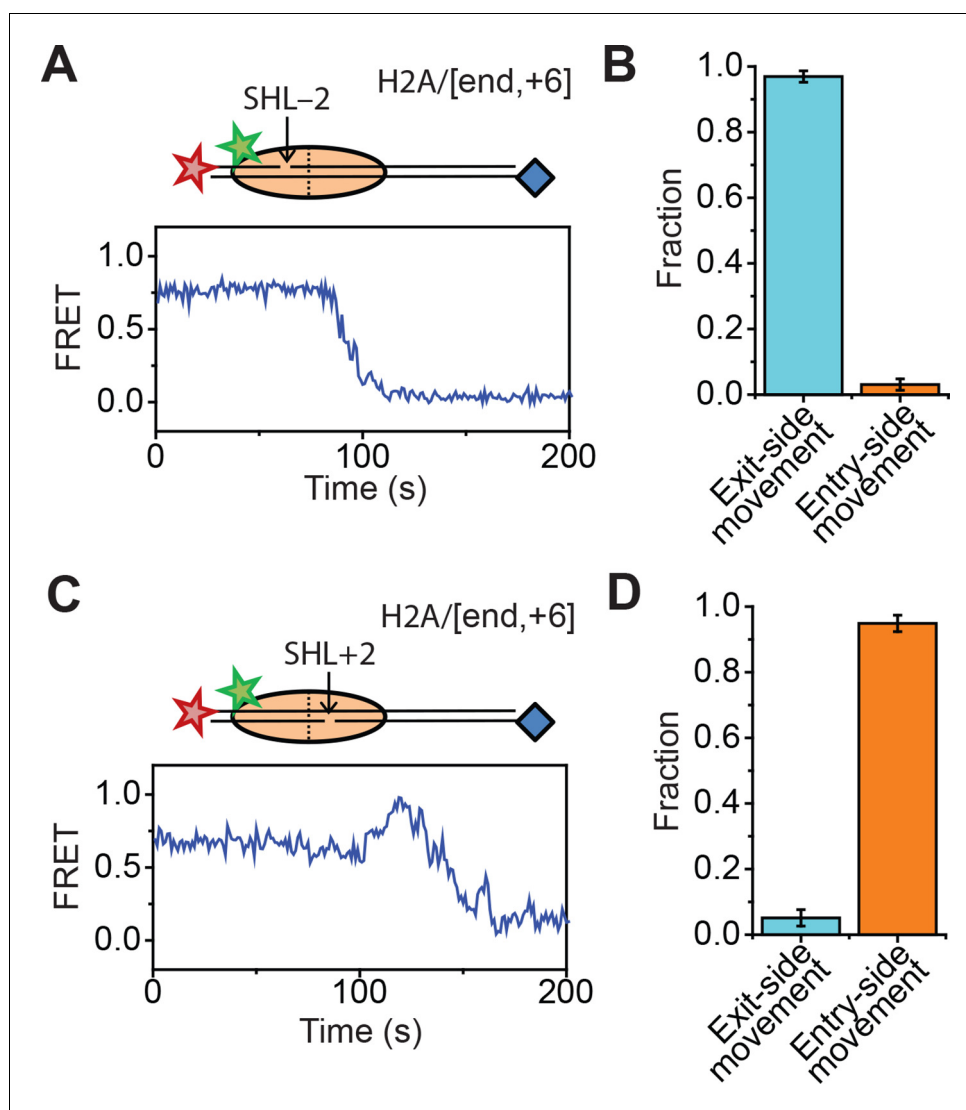 A
H2A/[end,+6]
SHL–2
FRET
1.0
0.5
0.0
0
100
200
Time (s)
B
Fraction
1.0
0.8
0.6
0.4
0.2
0.0
Exit-side
movement
Entry-side
movement
C
H2A/[end,+6]
SHL+2
FRET
1.0
0.5
0.0
0
100
200
Time (s)
D
Fraction
1.0
0.8
0.6
0.4
0.2
0.0
Exit-side
movement
Entry-side
movement